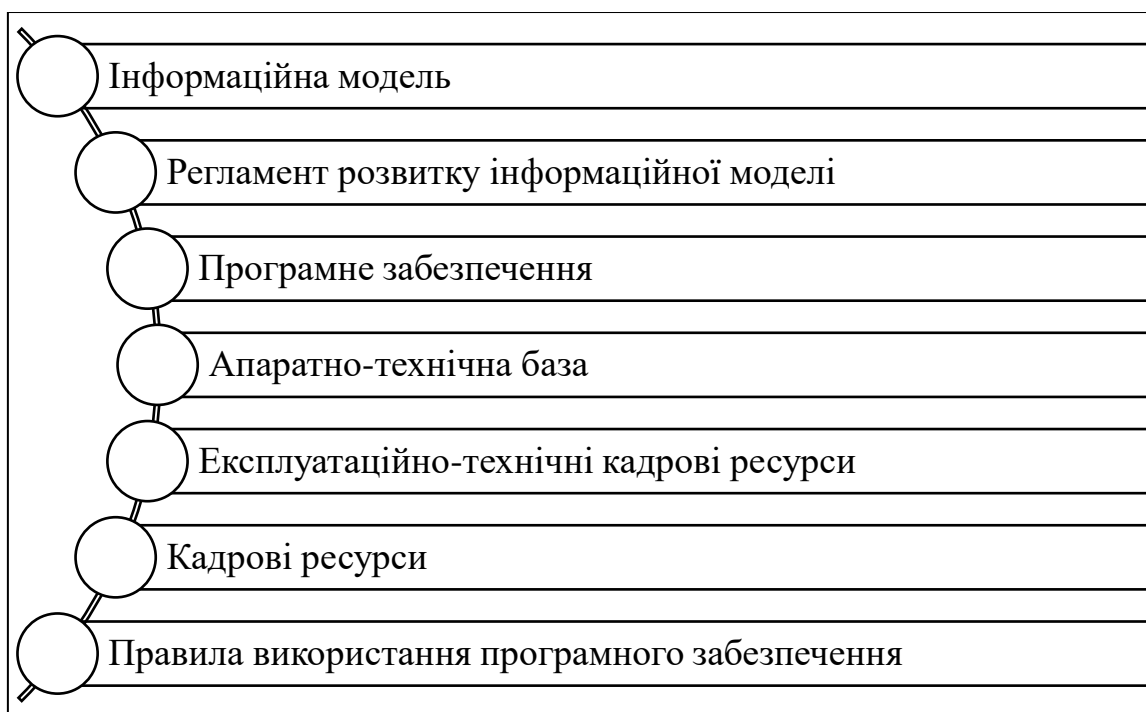 Інформаційна модель
Регламент розвитку інформаційної моделі
Програмне забезпечення
Апаратно-технічна база
Експлуатаційно-технічні кадрові ресурси
Кадрові ресурси
Правила використання програмного забезпечення